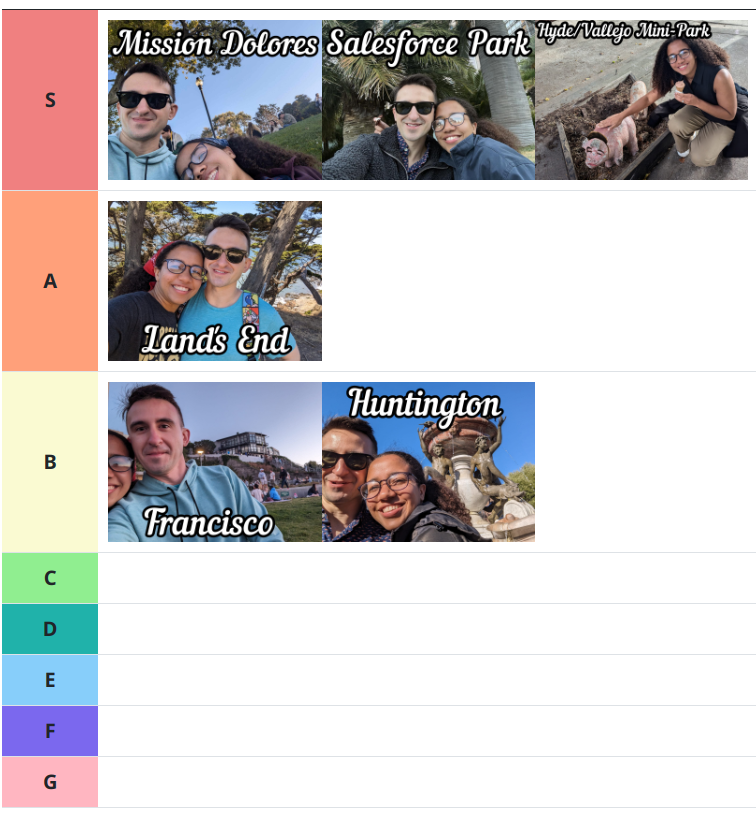 S
Mission Dolores
Salesforce Park
Hyde/Vallejo Mini-Park
A
Land's End
B
Francisco
Huntington
C
D
E
F
G